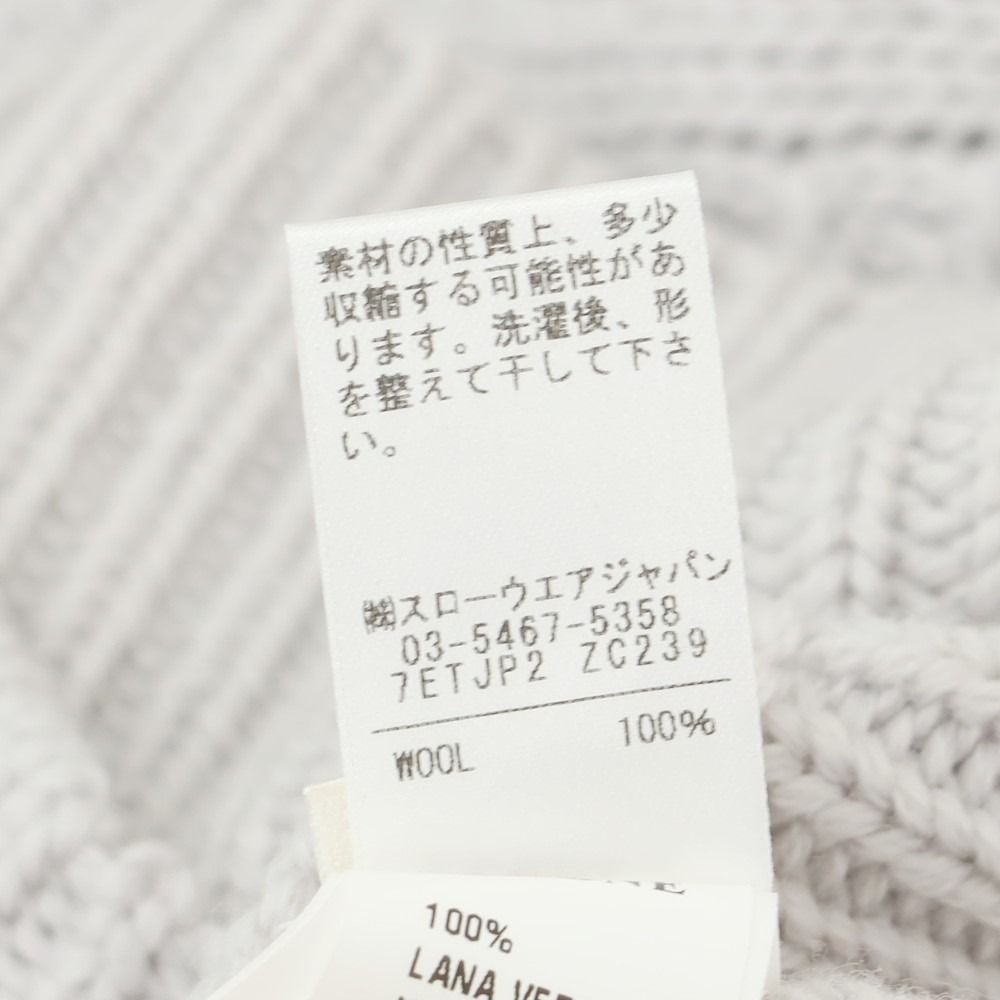 素材の性質上、多少
収縮する可能性があ
ります。洗濯後、形
を整えて干して下さ
い。
㈱スローウエアジャパン
03-5467-5358
7ETJP2 ZC239
WOOL 100%
100%
LANA